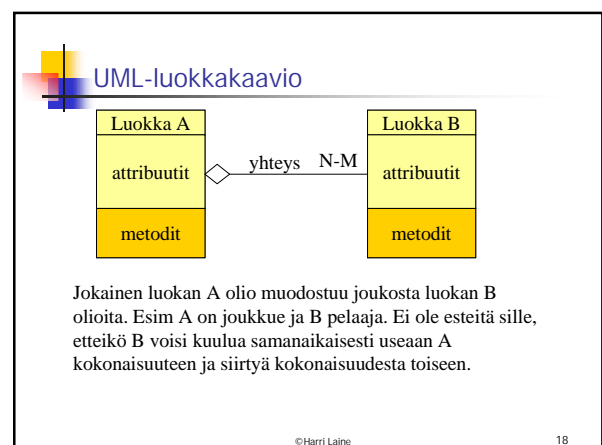 UML-luokkakaavio
Luokka A
Luokka B
attribuutit
yhteys N-M
attribuutit
metodit
metodit
Jokainen luokan A olio muodostuu joukosta luokan B
olioita. Esim A on joukkue ja B pelaaja. Ei ole esteitä sille,
etteikö B voisi kuulua samanaikaisesti useaan A
kokonaisuuteen ja siirtyä kokonaisuudesta toiseen.
©Harri Laine
18